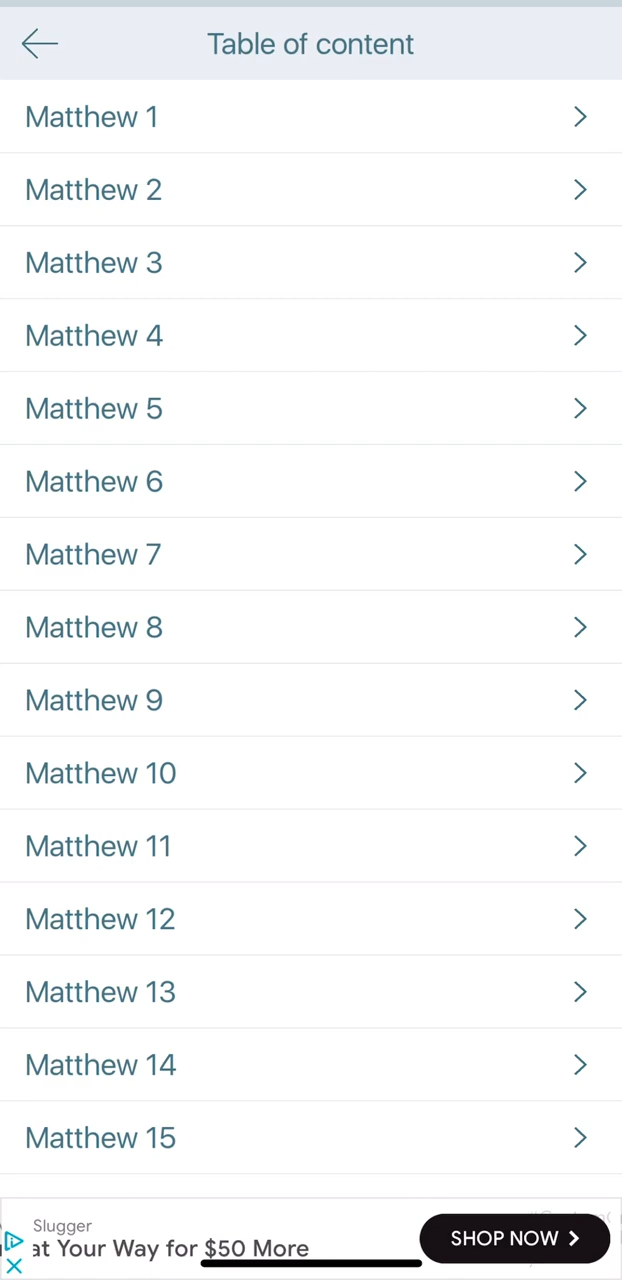 Table of content
Matthew 1
Matthew 2
Matthew 3
Matthew 4
Matthew 5
Matthew 6
Matthew 7
Matthew 8
Matthew 9
Matthew 10
Matthew 11
Matthew 12
Matthew 13
Matthew 14
Matthew 15
Slugger
at Your Way for $50 More
SHOP NOW